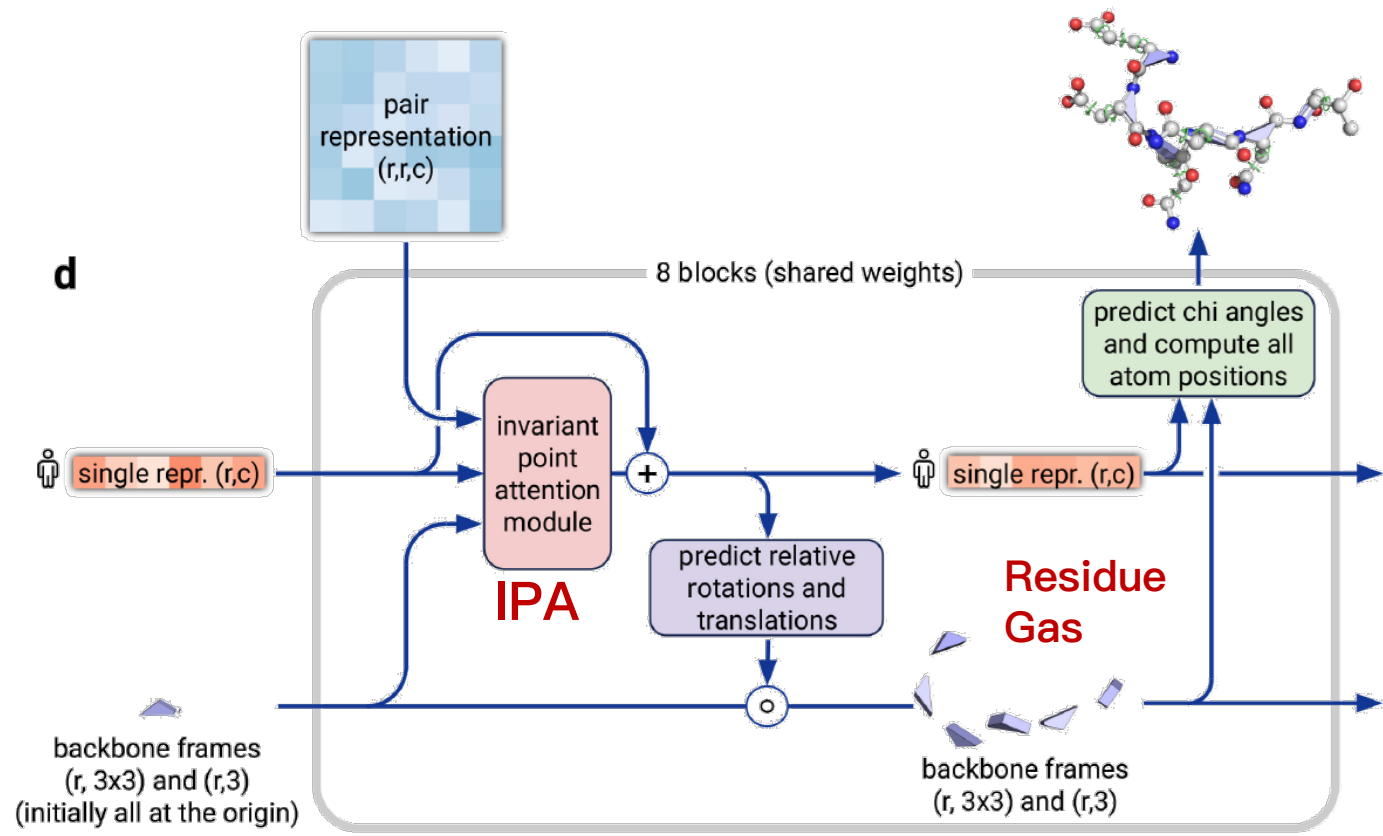 pair
representation
(r,r,c)
d
8 blocks (shared weights)
predict chi angles
and compute all
atom positions
invariant
point
attention
module
single repr. (r,c)
+
single repr. (r,c)
IPA
predict relative
rotations and
translations
Residue
Gas
backbone frames
(r, 3x3) and (r,3)
(initially all at the origin)
backbone frames
(r, 3x3) and (r,3)